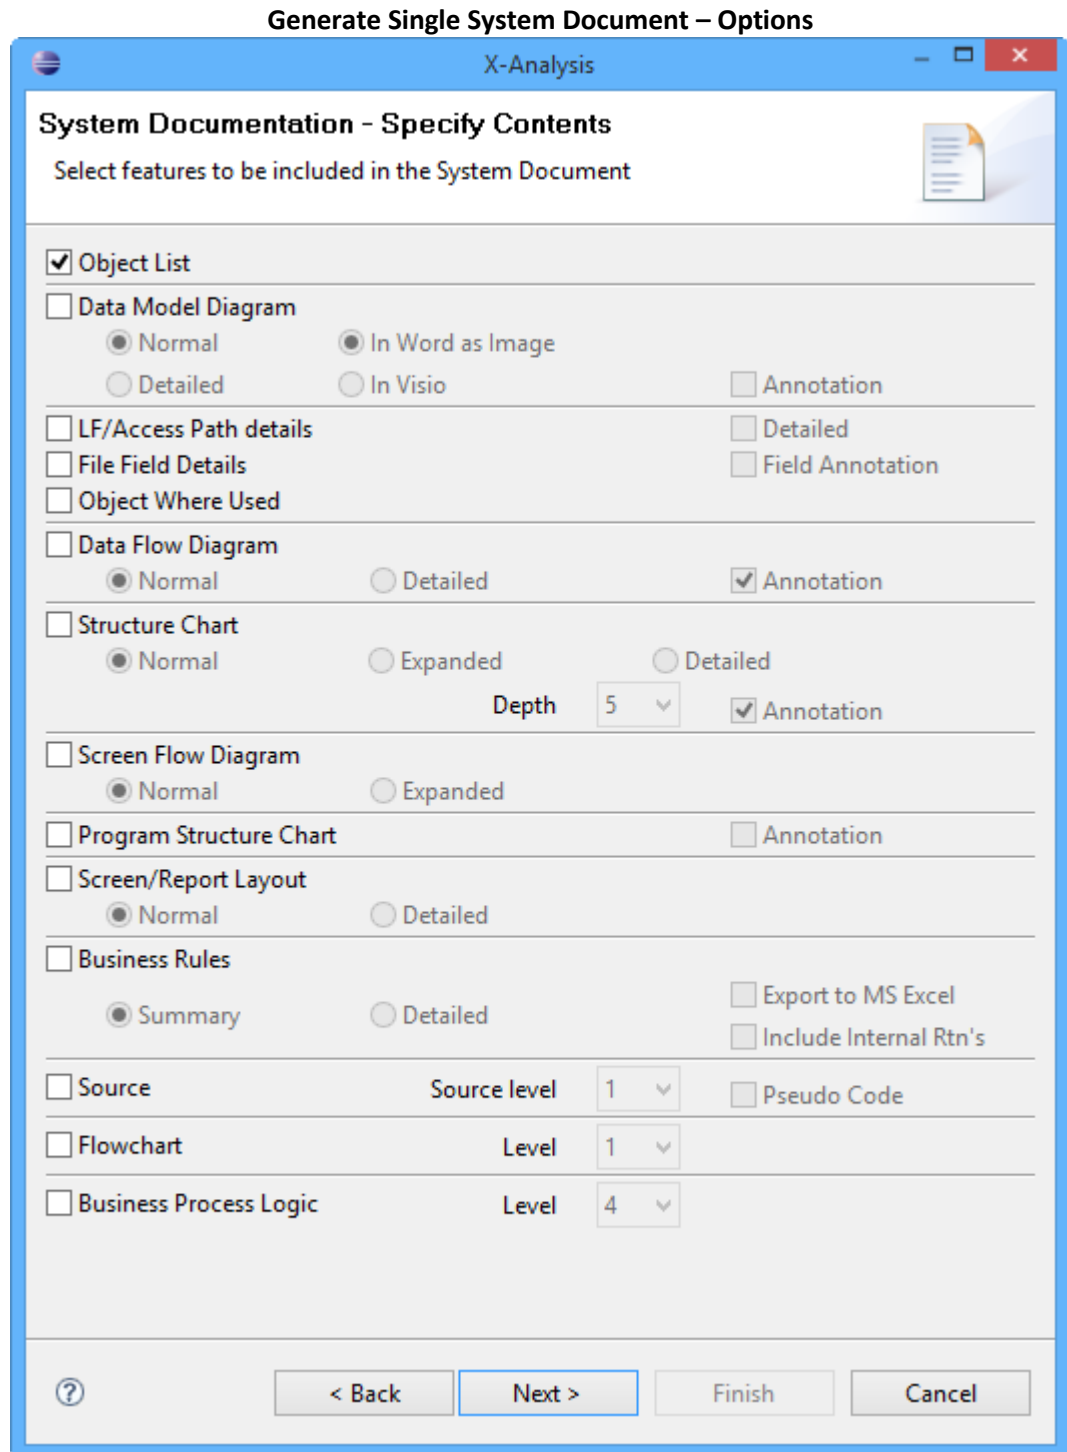 Generate Single System Document – Options
X-Analysis
System Documentation - Specify Contents
Select features to be included in the System Document
Object List
Data Model Diagram
Normal In Word as Image
Detailed In Visio Annotation
LF/Access Path details Detailed
File Field Details Field Annotation
Object Where Used
Data Flow Diagram
Normal Detailed Annotation
Structure Chart
Normal Expanded Detailed
Depth 5 Annotation
Screen Flow Diagram
Normal Expanded
Program Structure Chart Annotation
Screen/Report Layout
Normal Detailed
Business Rules
Export to MS Excel
Summary Detailed
Include Internal Rtn's
Source Source level 1 Pseudo Code
Flowchart Level 1
Business Process Logic Level 4
? < Back Next > Finish Cancel